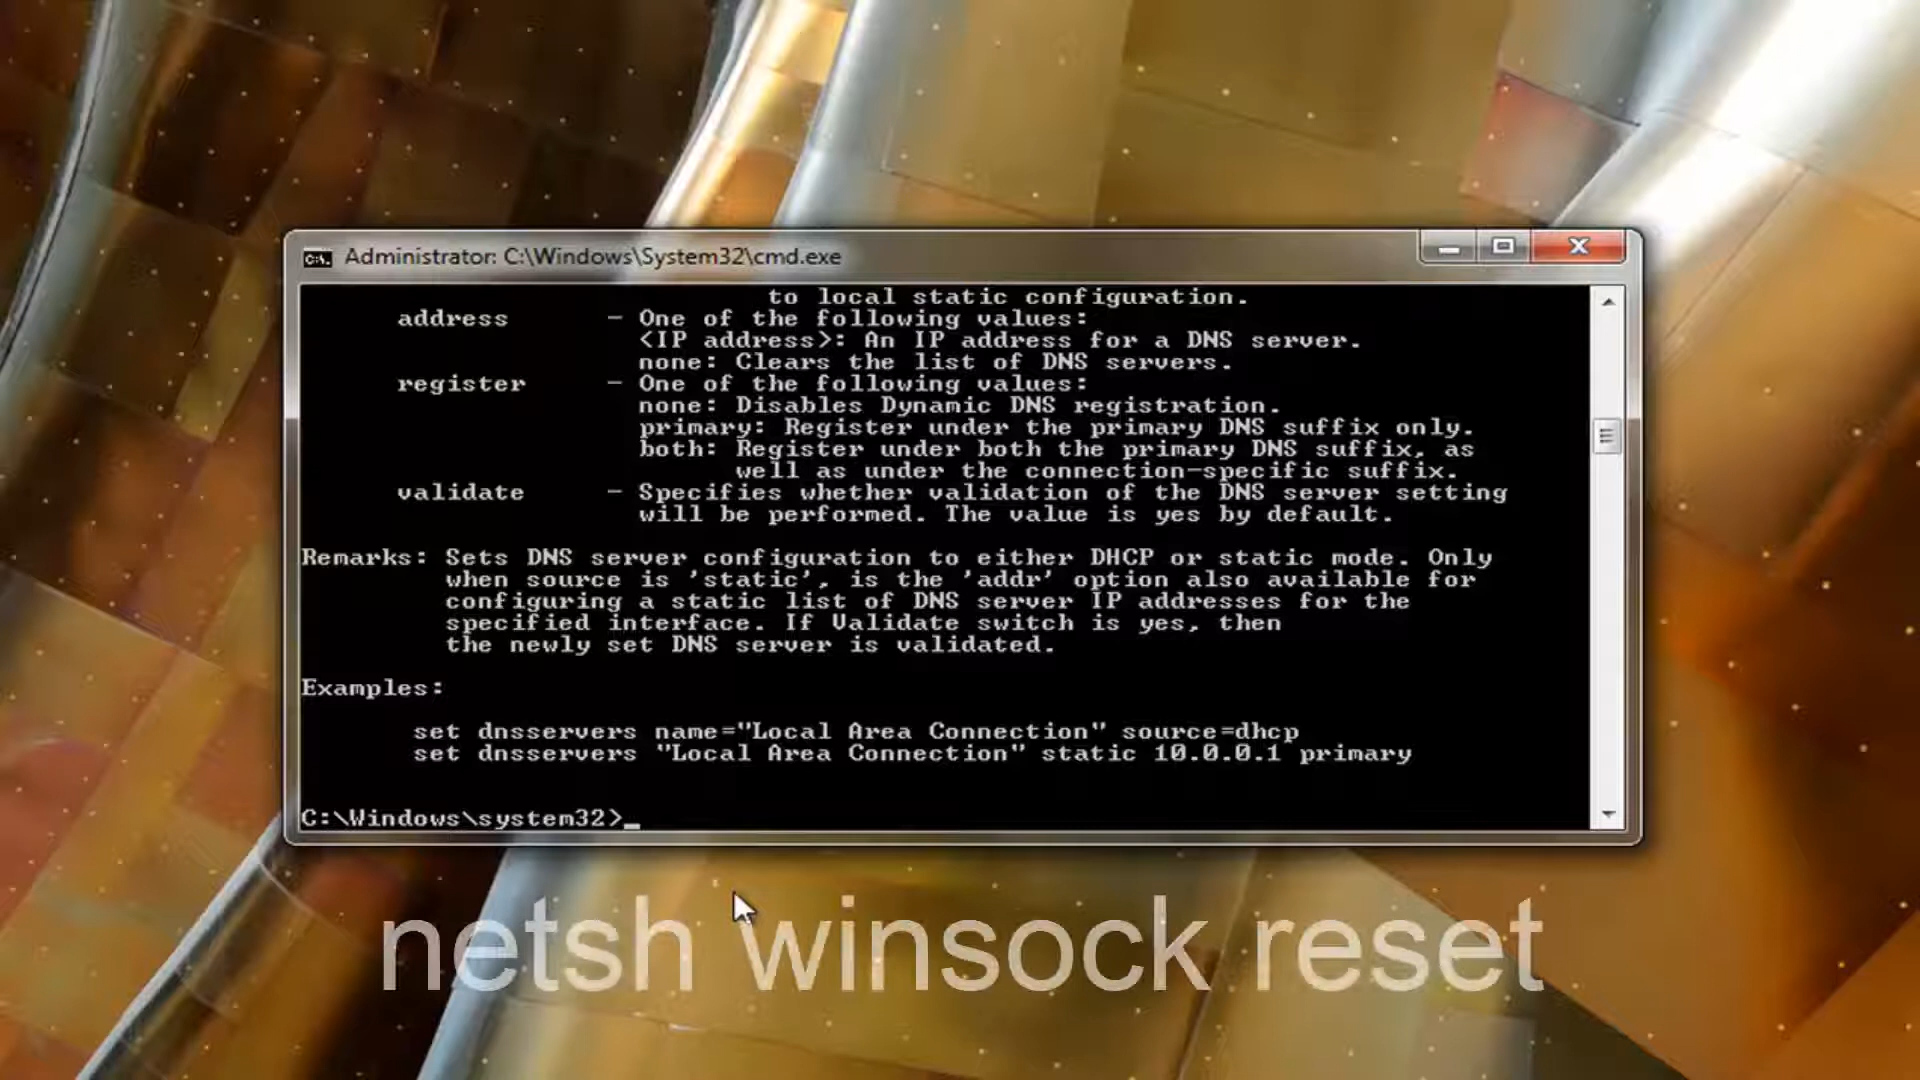 Administrator: C:\Windows\System32\cmd.exe
to local static configuration.
address - One of the following values:
<IP address>: An IP address for a DNS server.
none: Clears the list of DNS servers.
register - One of the following values:
none: Disables Dynamic DNS registration.
primary: Register under the primary DNS suffix only.
both: Register under both the primary DNS suffix, as
well as under the connection-specific suffix.
validate - Specifies whether validation of the DNS server setting
will be performed. The value is yes by default.
Remarks: Sets DNS server configuration to either DHCP or static mode. Only
when source is 'static', is the 'addr' option also available for
configuring a static list of DNS server IP addresses for the
specified interface. If Validate switch is yes, then
the newly set DNS server is validated.
Examples:
set dnsservers name="Local Area Connection" source=dhcp
set dnsservers "Local Area Connection" static 10.0.0.1 primary
C:\Windows\system32>_
netsh winsock reset